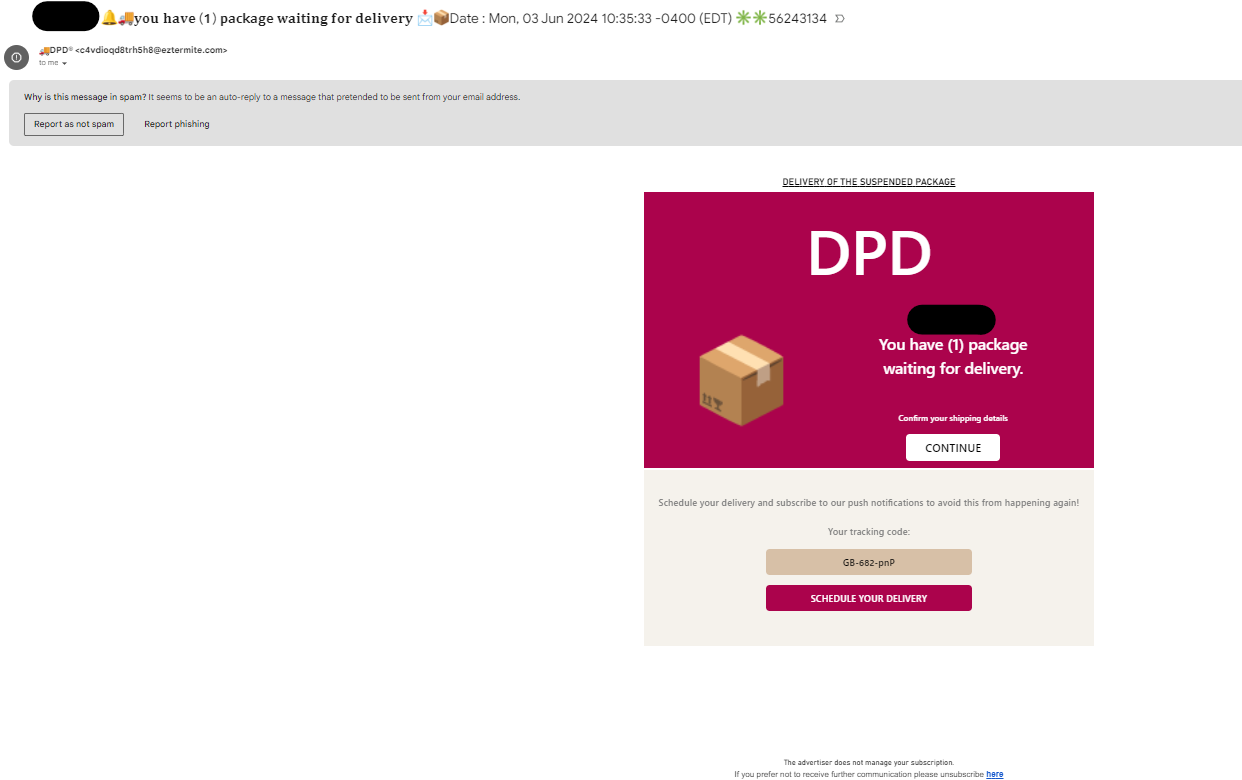 🔔🚚you have (1) package waiting for delivery 📩📦Date : Mon, 03 Jun 2024 10:35:33 -0400 (EDT) ✳️✳️56243134
🚚DPD® <c4vdioqd8trh5h8@eztermite.com>
to me
Why is this message in spam? It seems to be an auto-reply to a message that pretended to be sent from your email address.
Report as not spam Report phishing
DELIVERY OF THE SUSPENDED PACKAGE
DPD
You have (1) package
waiting for delivery.
Confirm your shipping details
CONTINUE
Schedule your delivery and subscribe to our push notifications to avoid this from happening again!
Your tracking code:
GB-682-pnP
SCHEDULE YOUR DELIVERY
The advertiser does not manage your subscription.
If you prefer not to receive further communication please unsubscribe here